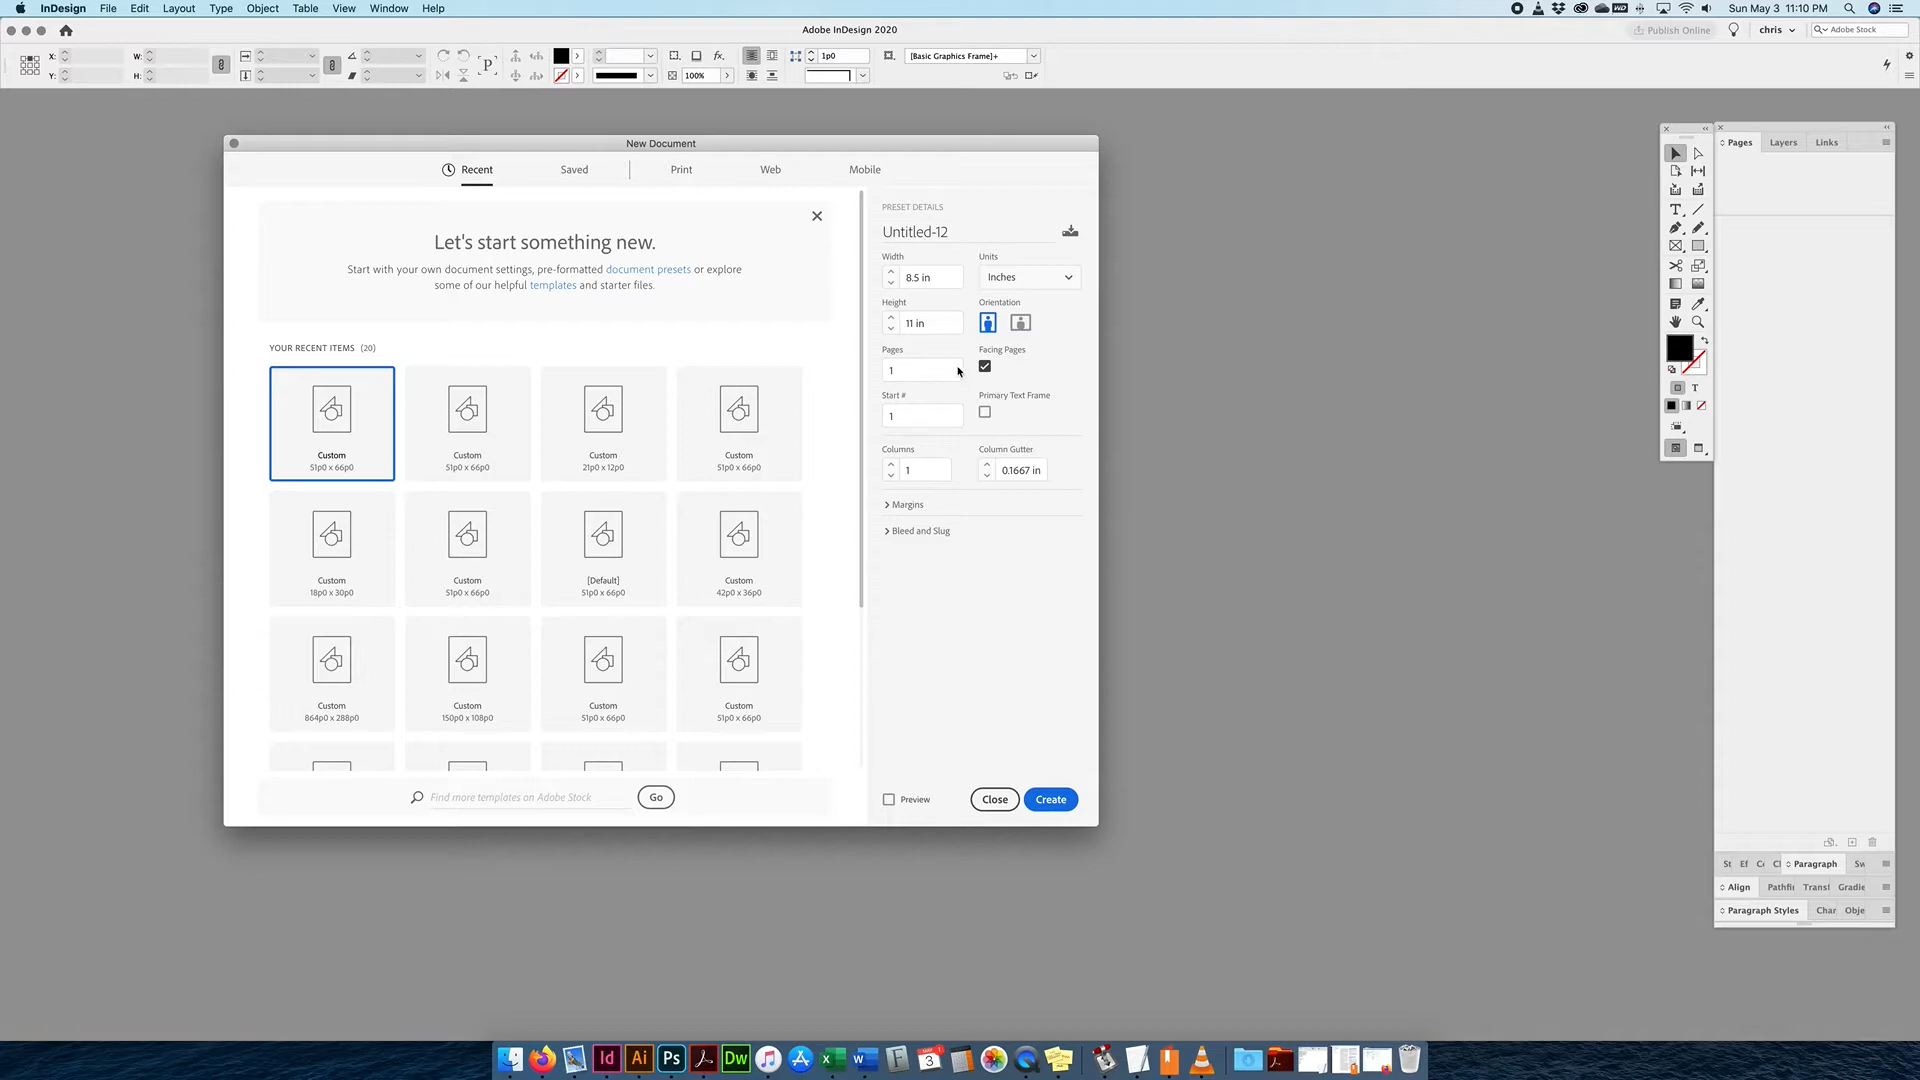 InDesign File Edit Layout Type Object Table View Window Help Sun May 3 11:10 PM
Adobe InDesign 2020
Publish Online chris Adobe Stock
X: W: 1p0 [Basic Graphics Frame]+
Y: H: 100%
New Document
Recent Saved Print Web Mobile
Let's start something new.
Start with your own document settings, pre-formatted document presets or explore
some of our helpful templates and starter files.
YOUR RECENT ITEMS (20)
Custom Custom Custom Custom
51p0 x 66p0 51p0 x 66p0 21p0 x 12p0 51p0 x 66p0
Custom Custom [Default] Custom
18p0 x 30p0 51p0 x 66p0 51p0 x 66p0 42p0 x 36p0
Custom Custom Custom Custom
864p0 x 288p0 150p0 x 108p0 51p0 x 66p0 51p0 x 66p0
Find more templates on Adobe Stock Go
PRESET DETAILS
Untitled-12
Width Units
8.5 in Inches
Height Orientation
11 in
Pages Facing Pages
1
Start # Primary Text Frame
1
Columns Column Gutter
1 0.1667 in
Margins
Bleed and Slug
Preview Close Create
Pages Layers Links
St Ef Paragraph Sw
Align Pathfi Transf Gradie
Paragraph Styles Char Obje
Id Ai Ps Dw